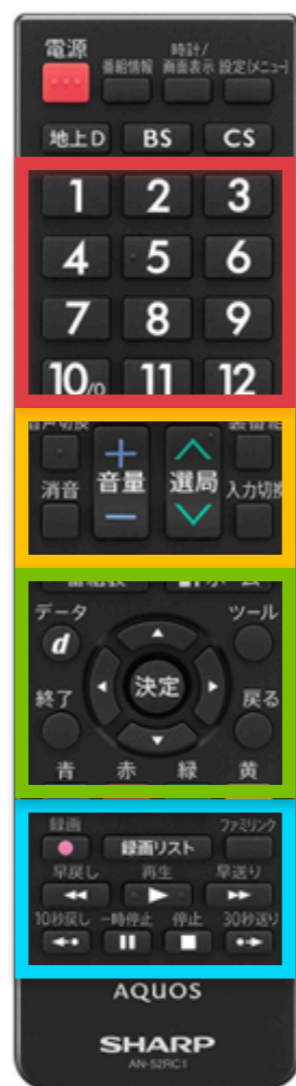 電源
番組情報
時計/
画面表示
設定(メニュー)
地上D BS CS
1 2 3
4 5 6
7 8 9
10/0 11 12
消音 音量 選局 入力切換
データ ツール
d
決定
終了 戻る
青 赤 緑 黄
録画 録画リスト ファミリンク
早戻し 再生 早送り
10秒戻し 一時停止 停止 30秒送り
AQUOS
SHARP
AN-52RC1